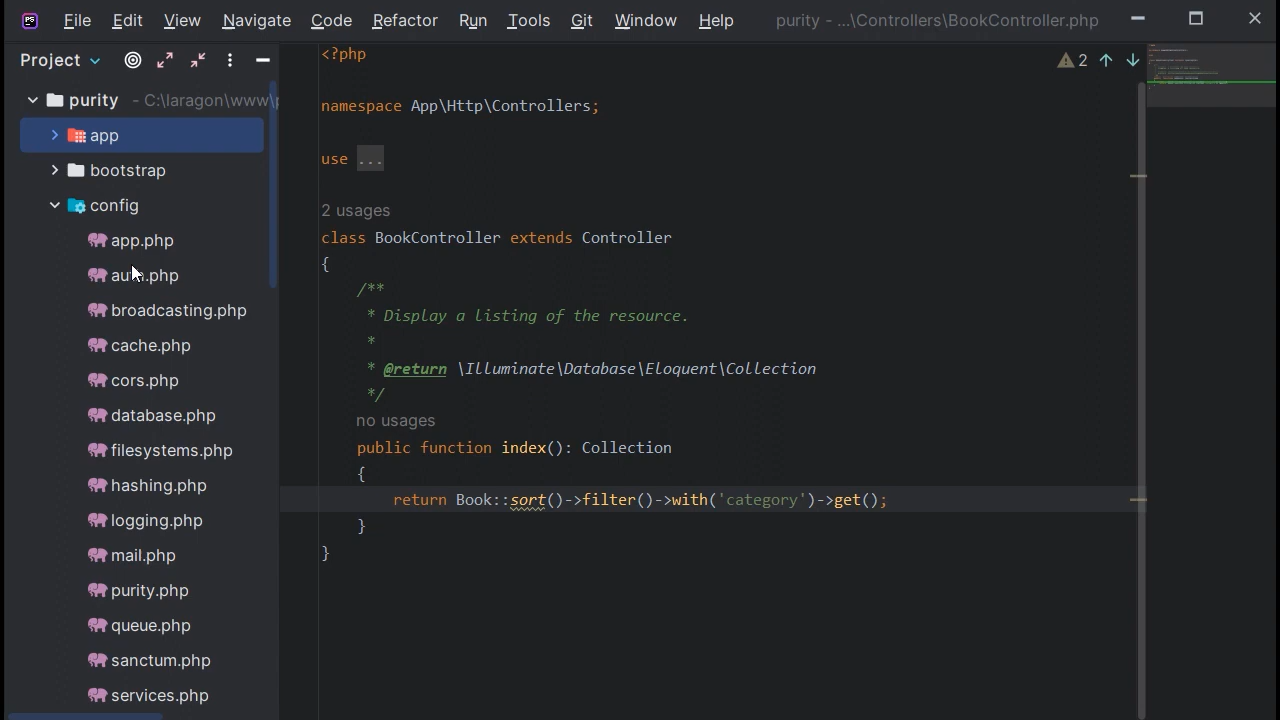 PS File Edit View Navigate Code Refactor Run Tools Git Window Help purity - ...\Controllers\BookController.php
Project
purity - C:\laragon\www\
app
bootstrap
config
app.php
auth.php
broadcasting.php
cache.php
cors.php
database.php
filesystems.php
hashing.php
logging.php
mail.php
purity.php
queue.php
sanctum.php
services.php
2
<?php
namespace App\Http\Controllers;
use ...
2 usages
class BookController extends Controller
{
/**
* Display a listing of the resource.
*
* @return \Illuminate\Database\Eloquent\Collection
*/
no usages
public function index(): Collection
{
return Book::sort()->filter()->with('category')->get();
}
}